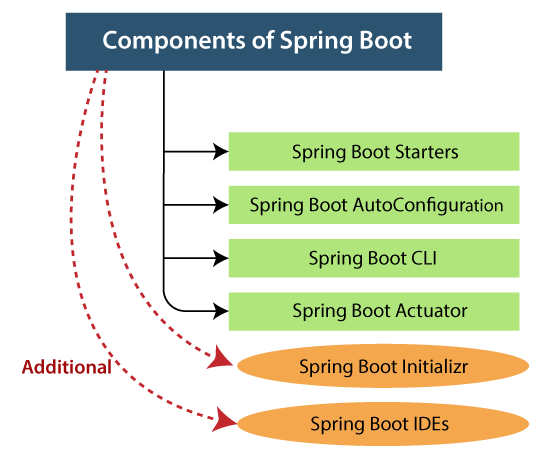 Components of Spring Boot
Spring Boot Starters
Spring Boot AutoConfiguration
Spring Boot CLI
Spring Boot Actuator
Additional
Spring Boot Initializr
Spring Boot IDEs